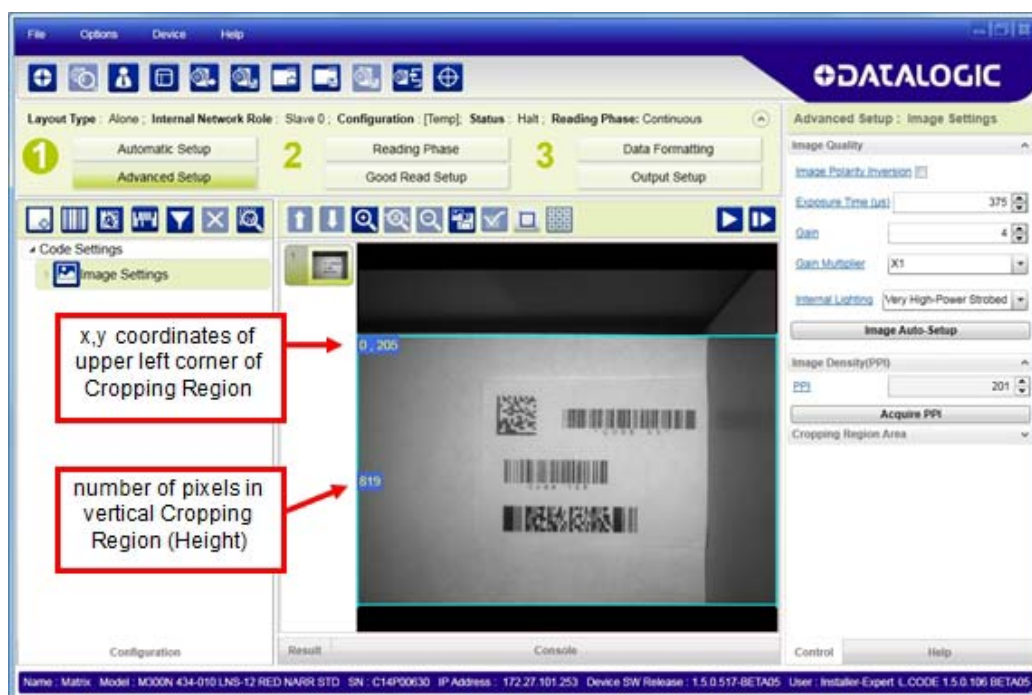 File Options Device Help
DATALOGIC
Layout Type : Alone ; Internal Network Role : Slave 0 ; Configuration : [Temp]; Status : Halt ; Reading Phase: Continuous
1
Automatic Setup
Advanced Setup
2
Reading Phase
Good Read Setup
3
Data Formatting
Output Setup
Code Settings
Image Settings
x,y coordinates of
upper left corner of
Cropping Region
number of pixels in
vertical Cropping
Region (Height)
Configuration
1
0 , 205
819
Result Console
Advanced Setup : Image Settings
Image Quality
Image Polarity Inversion
Exposure Time (us) 375
Gain 4
Gain Multiplier X1
Internal Lighting Very High-Power Strobed
Image Auto-Setup
Image Density(PPI)
PPI 201
Acquire PPI
Cropping Region Area
Control Help
Name : Matrix Model : M300N 434-010 LNS-12 RED NARR STD SN : C14P00630 IP Address : 172.27.101.253 Device SW Release : 1.5.0.517-BETA05 User : Installer-Expert L.CODE 1.5.0.106 BETA05